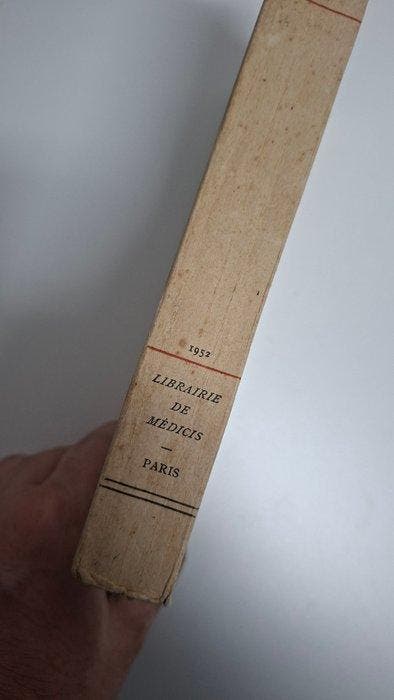 1952
LIBRAIRIE
DE
MÉDICIS
—
PARIS